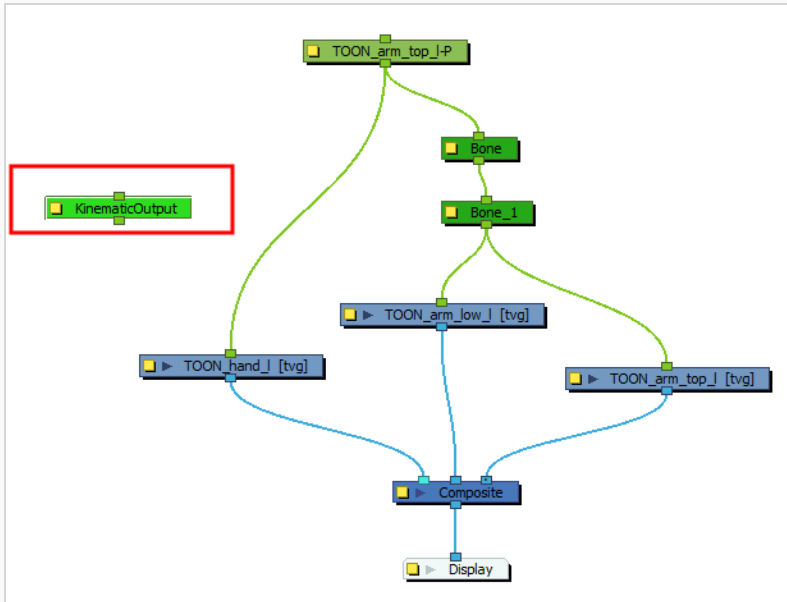 TOON_arm_top_l-P
Bone
KinematicOutput
Bone_1
TOON_arm_low_l [tvg]
TOON_hand_l [tvg]
TOON_arm_top_l [tvg]
Composite
Display